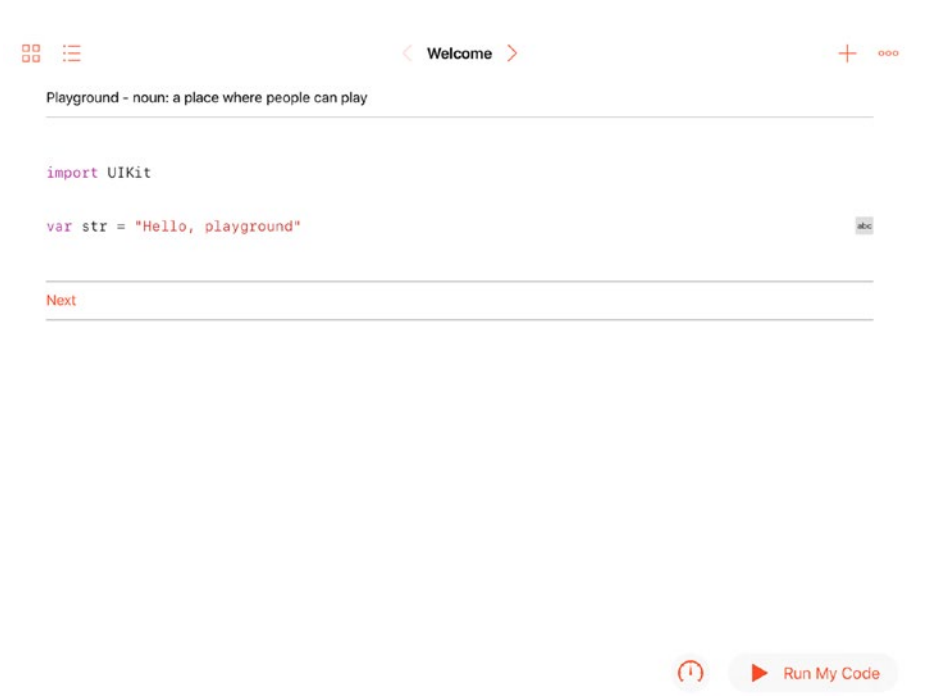 Welcome
Playground - noun: a place where people can play
import UIKit
var str = "Hello, playground"
abc
Next
Run My Code